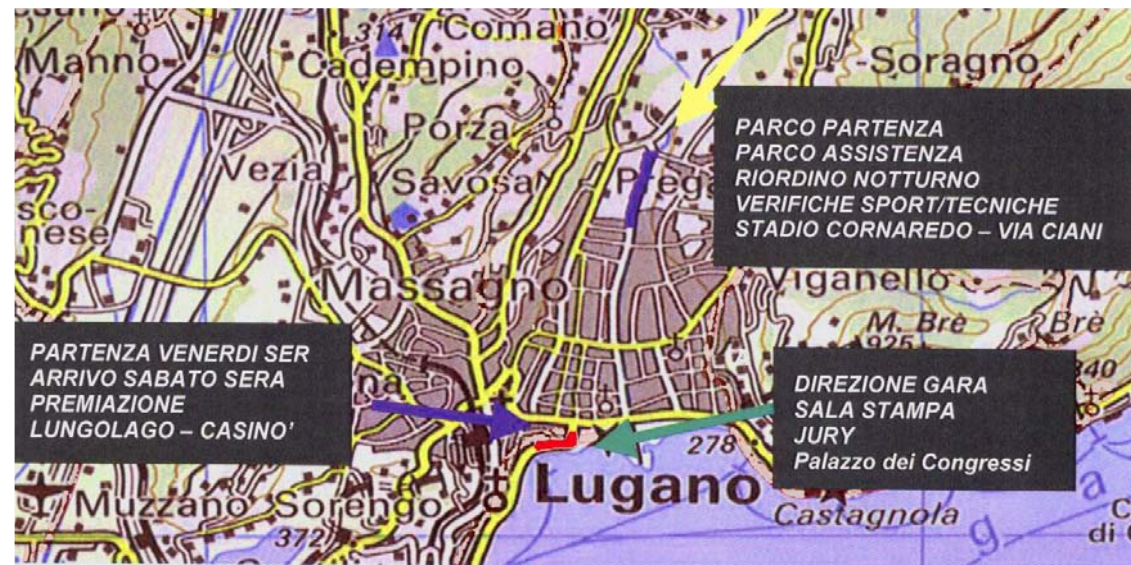 314
Comano
Manno
Cadempino
-Soragno
Porza
Vezia
Savosa
Prega
sco-
nese
PARCO PARTENZA
PARCO ASSISTENZA
RIORDINO NOTTURNO
VERIFICHE SPORT/TECNICHE
STADIO CORNAREDO – VIA CIANI
Massagno
Viganello
M. Brè
925
Brè
PARTENZA VENERDI SER
ARRIVO SABATO SERA
PREMIAZIONE
LUNGOLAGO – CASINO’
DIREZIONE GARA
SALA STAMPA
JURY
Palazzo dei Congressi
840
278
Lugano
Muzzano
Sorengo
372
Castagnola
g
a
di